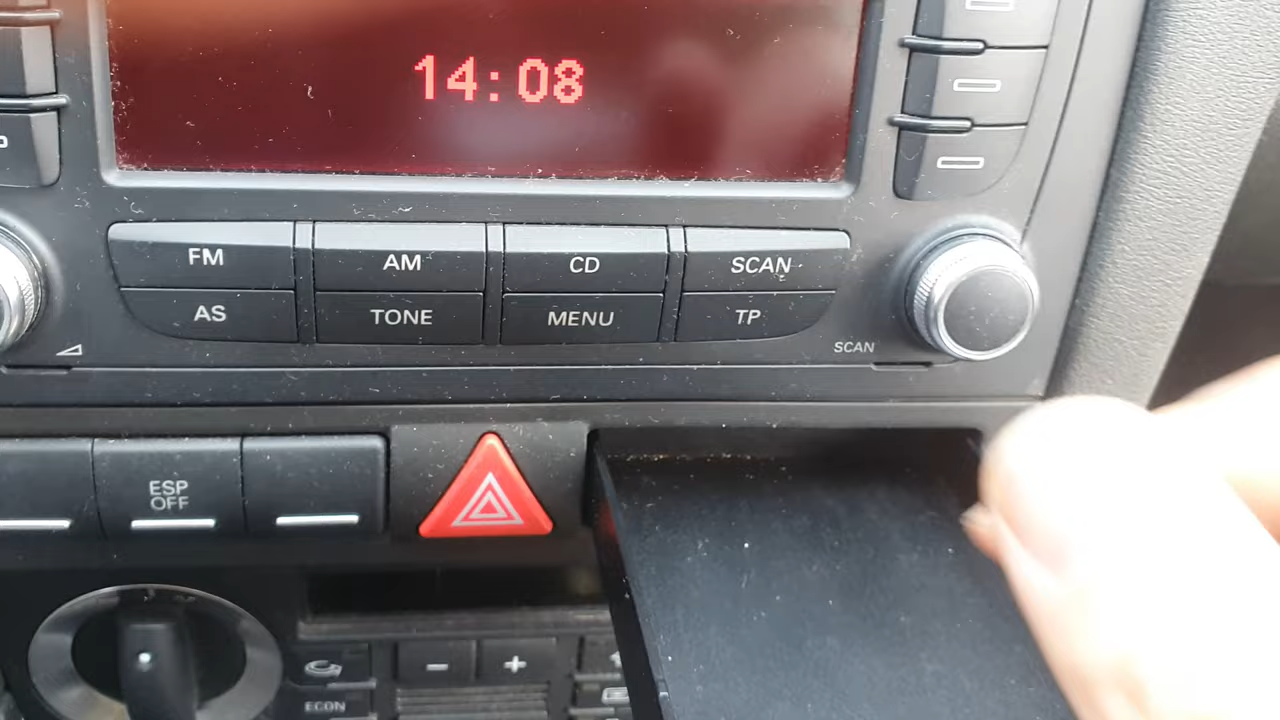 14:08
FM AM CD SCAN
AS TONE MENU TP
SCAN
ESP
OFF
ECON